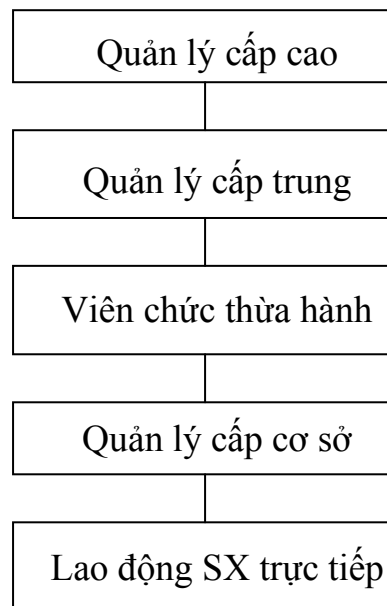 Quản lý cấp cao
Quản lý cấp trung
Viên chức thừa hành
Quản lý cấp cơ sở
Lao động SX trực tiếp